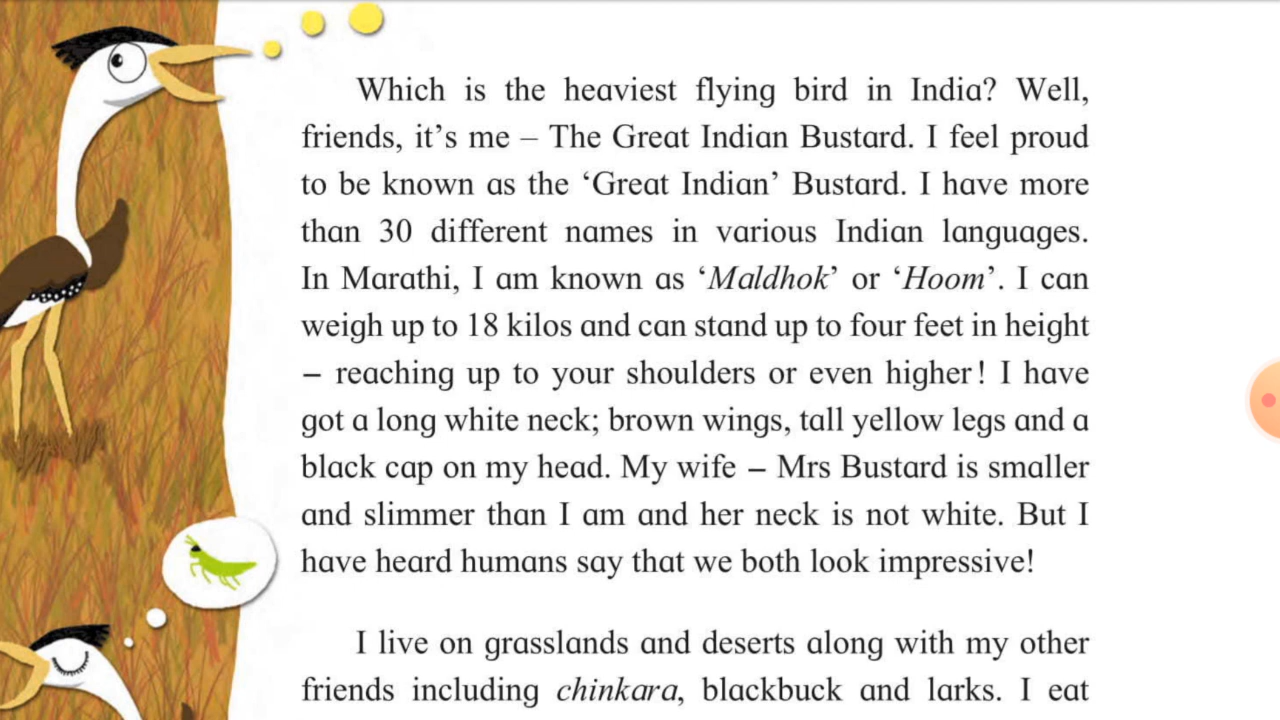 Which is the heaviest flying bird in India? Well,
friends, it’s me – The Great Indian Bustard. I feel proud
to be known as the ‘Great Indian’ Bustard. I have more
than 30 different names in various Indian languages.
In Marathi, I am known as ‘Maldhok’ or ‘Hoom’. I can
weigh up to 18 kilos and can stand up to four feet in height
– reaching up to your shoulders or even higher! I have
got a long white neck; brown wings, tall yellow legs and a
black cap on my head. My wife – Mrs Bustard is smaller
and slimmer than I am and her neck is not white. But I
have heard humans say that we both look impressive!
I live on grasslands and deserts along with my other
friends including chinkara, blackbuck and larks. I eat